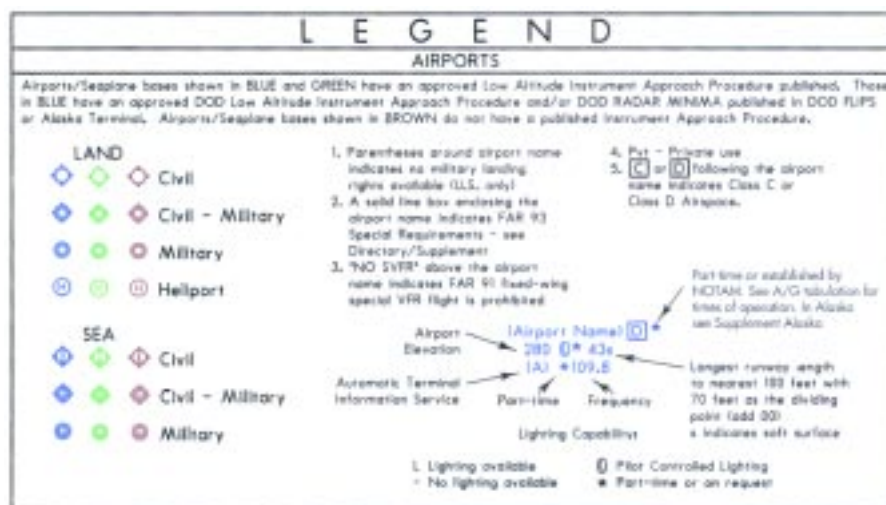 LEGEND
AIRPORTS
Airports/Seaplane bases shown in BLUE and GREEN have an approved Low Altitude Instrument Approach Procedure published. Those
in BLUE have an approved DOD Low Altitude Instrument Approach Procedure and/or DOD RADAR MINIMA published in DOD FLIPS
or Alaska Terminal. Airports/Seaplane bases shown in BROWN do not have a published Instrument Approach Procedure.
LAND
Civil
Civil - Military
Military
H H H Heliport
SEA
Civil
Civil - Military
Military
1. Parentheses around airport name
indicates no military landing
rights available (U.S. only)
2. A solid line box enclosing the
airport name indicates FAR 93
Special Requirements - see
Directory/Supplement
3. "NO SVFR" above the airport
name indicates FAR 91 fixed-wing
special VFR flight is prohibited
4. Pvt - Private use
5. C or D following the airport
name indicates Class C or
Class D Airspace.
Part-time or established by
NOTAM. See A/G tabulation for
times of operation. In Alaska
see Supplement Alaska
Airport
Elevation
(Airport Name) D *
280 L* 43s
(A) *109.8
Automatic Terminal
Information Service
Part-time
Frequency
Longest runway length
to nearest 100 feet with
70 feet as the dividing
point (add 00)
s indicates soft surface
Lighting Capability:
L Lighting available
- No lighting available
L Pilot Controlled Lighting
* Part-time or on request